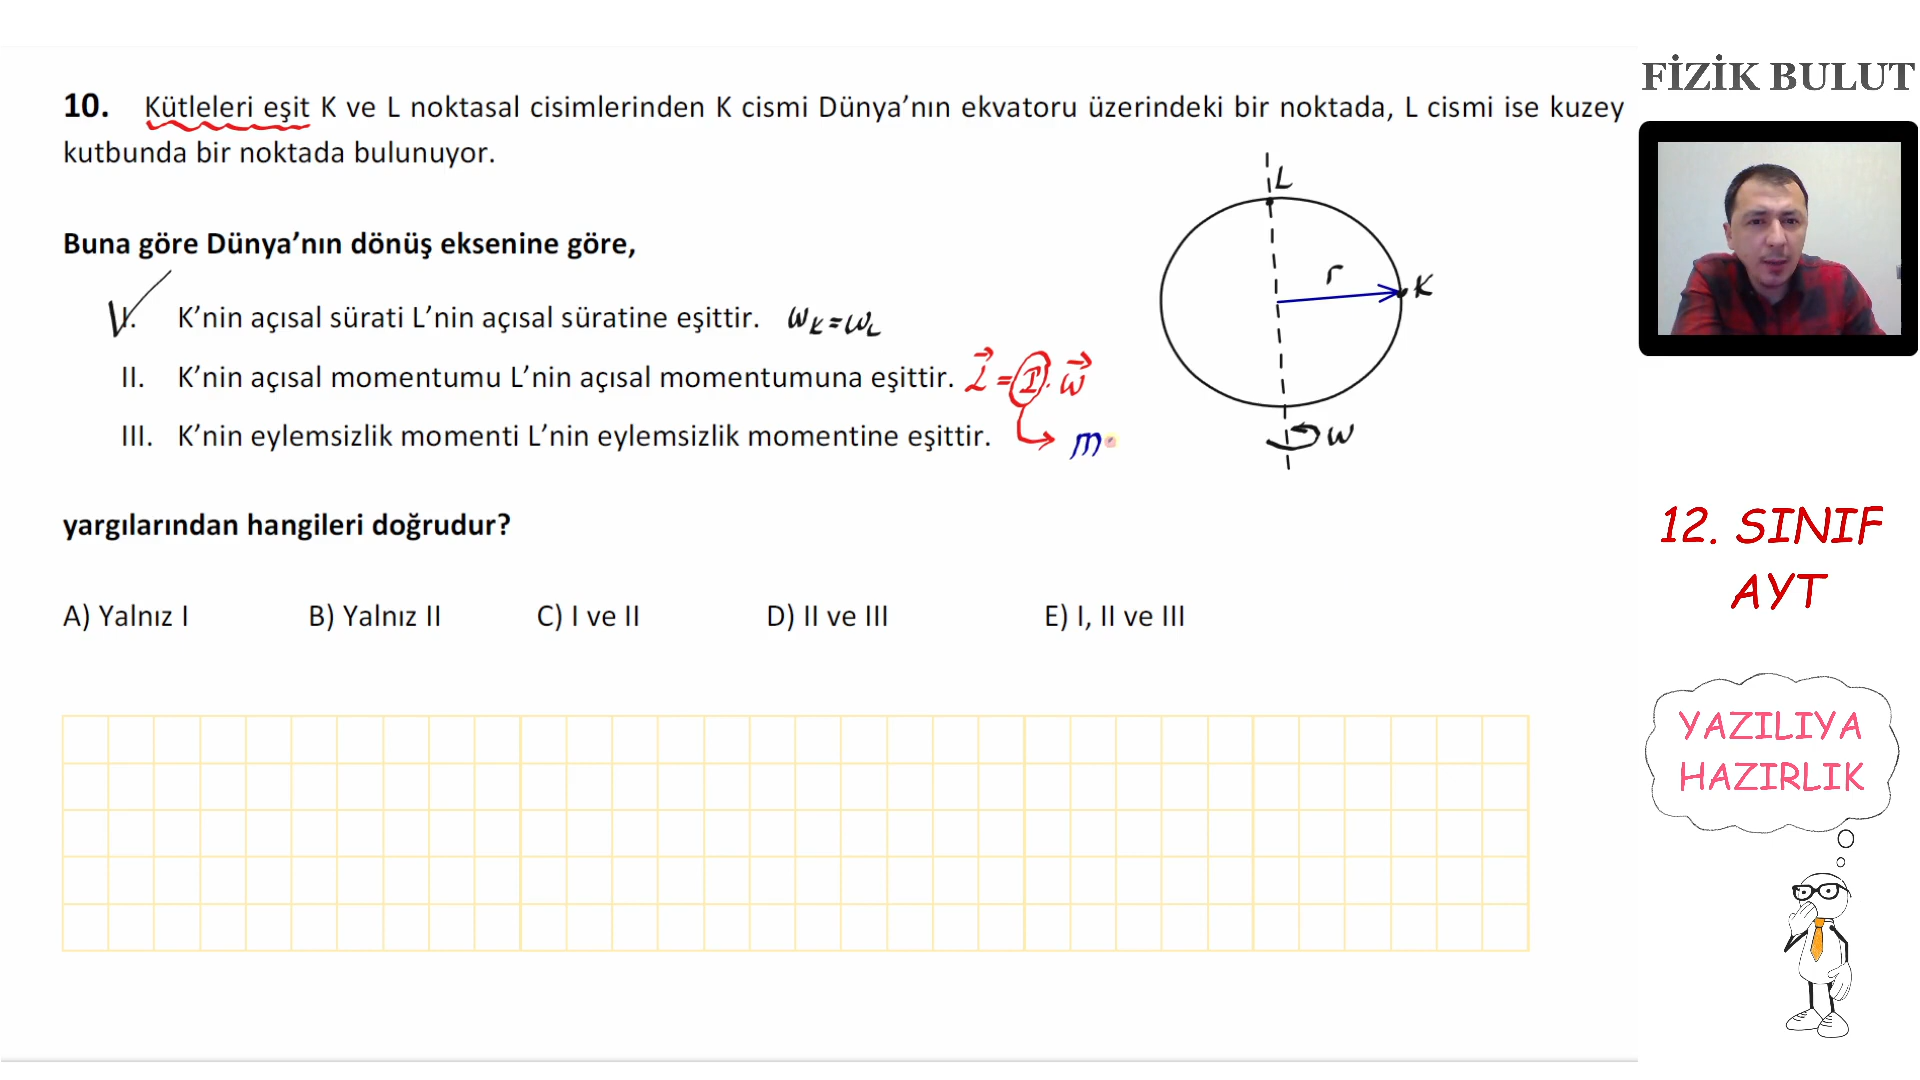 FİZİK BULUT
10. Kütleleri eşit K ve L noktasal cisimlerinden K cismi Dünya’nın ekvatoru üzerindeki bir noktada, L cismi ise kuzey
kutbunda bir noktada bulunuyor.
L
r
K
W
Buna göre Dünya’nın dönüş eksenine göre,
I. K’nin açısal sürati L’nin açısal süratine eşittir. ωK=ωL
II. K’nin açısal momentumu L’nin açısal momentumuna eşittir. L⃗ = I . ω⃗
III. K’nin eylemsizlik momenti L’nin eylemsizlik momentine eşittir. m
yargılarından hangileri doğrudur?
A) Yalnız I B) Yalnız II C) I ve II D) II ve III E) I, II ve III
12. SINIF
AYT
YAZILIYA
HAZIRLIK